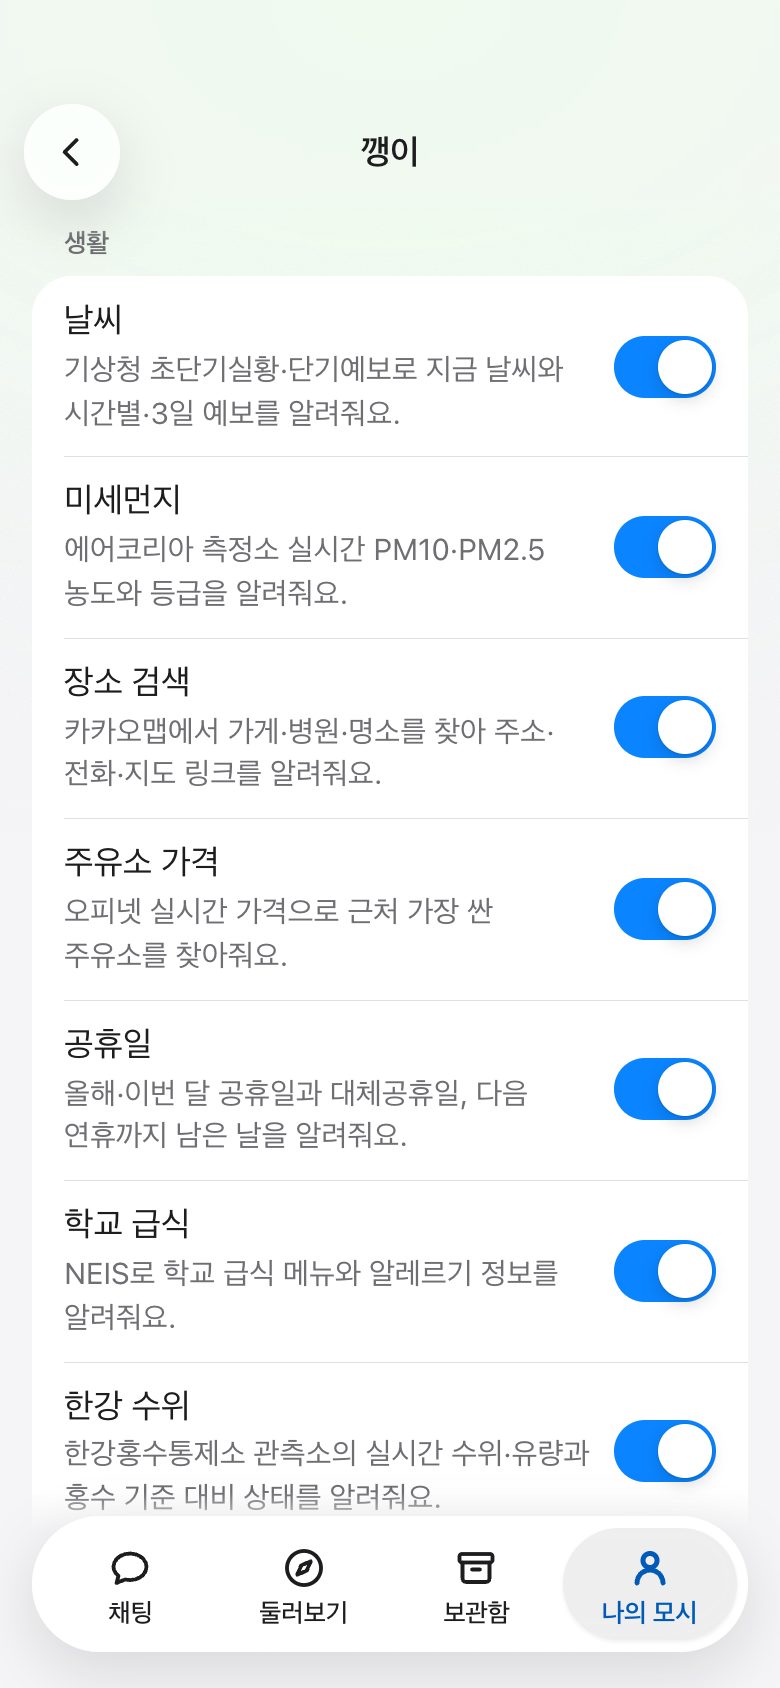 깽이
생활
날씨
기상청 초단기실황·단기예보로 지금 날씨와
시간별·3일 예보를 알려줘요.
미세먼지
에어코리아 측정소 실시간 PM10·PM2.5
농도와 등급을 알려줘요.
장소 검색
카카오맵에서 가게·병원·명소를 찾아 주소·
전화·지도 링크를 알려줘요.
주유소 가격
오피넷 실시간 가격으로 근처 가장 싼
주유소를 찾아줘요.
공휴일
올해·이번 달 공휴일과 대체공휴일, 다음
연휴까지 남은 날을 알려줘요.
학교 급식
NEIS로 학교 급식 메뉴와 알레르기 정보를
알려줘요.
한강 수위
한강홍수통제소 관측소의 실시간 수위·유량과
홍수 기준 대비 상태를 알려줘요.
채팅
둘러보기
보관함
나의 모시